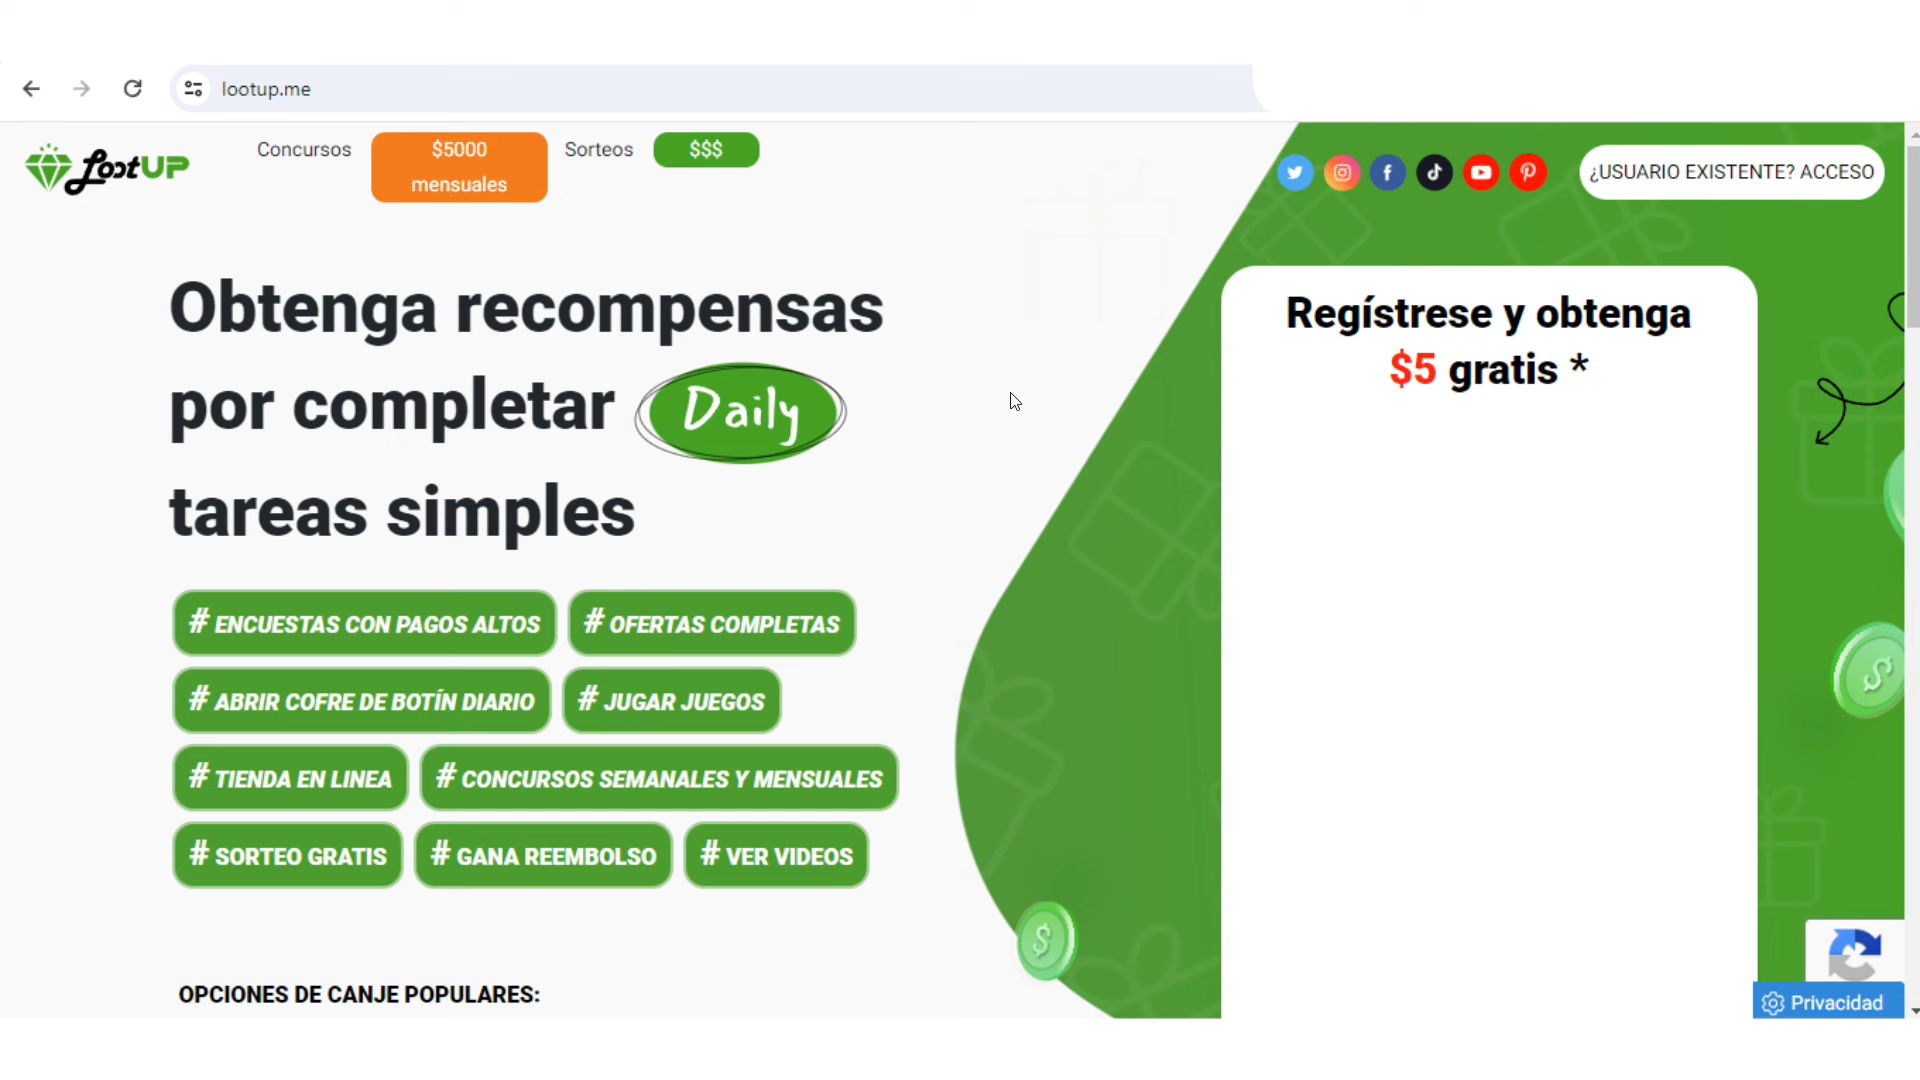 lootup.me
LootUP
Concursos
$5000
mensuales
Sorteos
$$$
¿USUARIO EXISTENTE? ACCESO
Obtenga recompensas
por completar Daily
tareas simples
# ENCUESTAS CON PAGOS ALTOS
# OFERTAS COMPLETAS
# ABRIR COFRE DE BOTÍN DIARIO
# JUGAR JUEGOS
# TIENDA EN LINEA
# CONCURSOS SEMANALES Y MENSUALES
# SORTEO GRATIS
# GANA REEMBOLSO
# VER VIDEOS
OPCIONES DE CANJE POPULARES:
Regístrese y obtenga
$5 gratis *
Privacidad